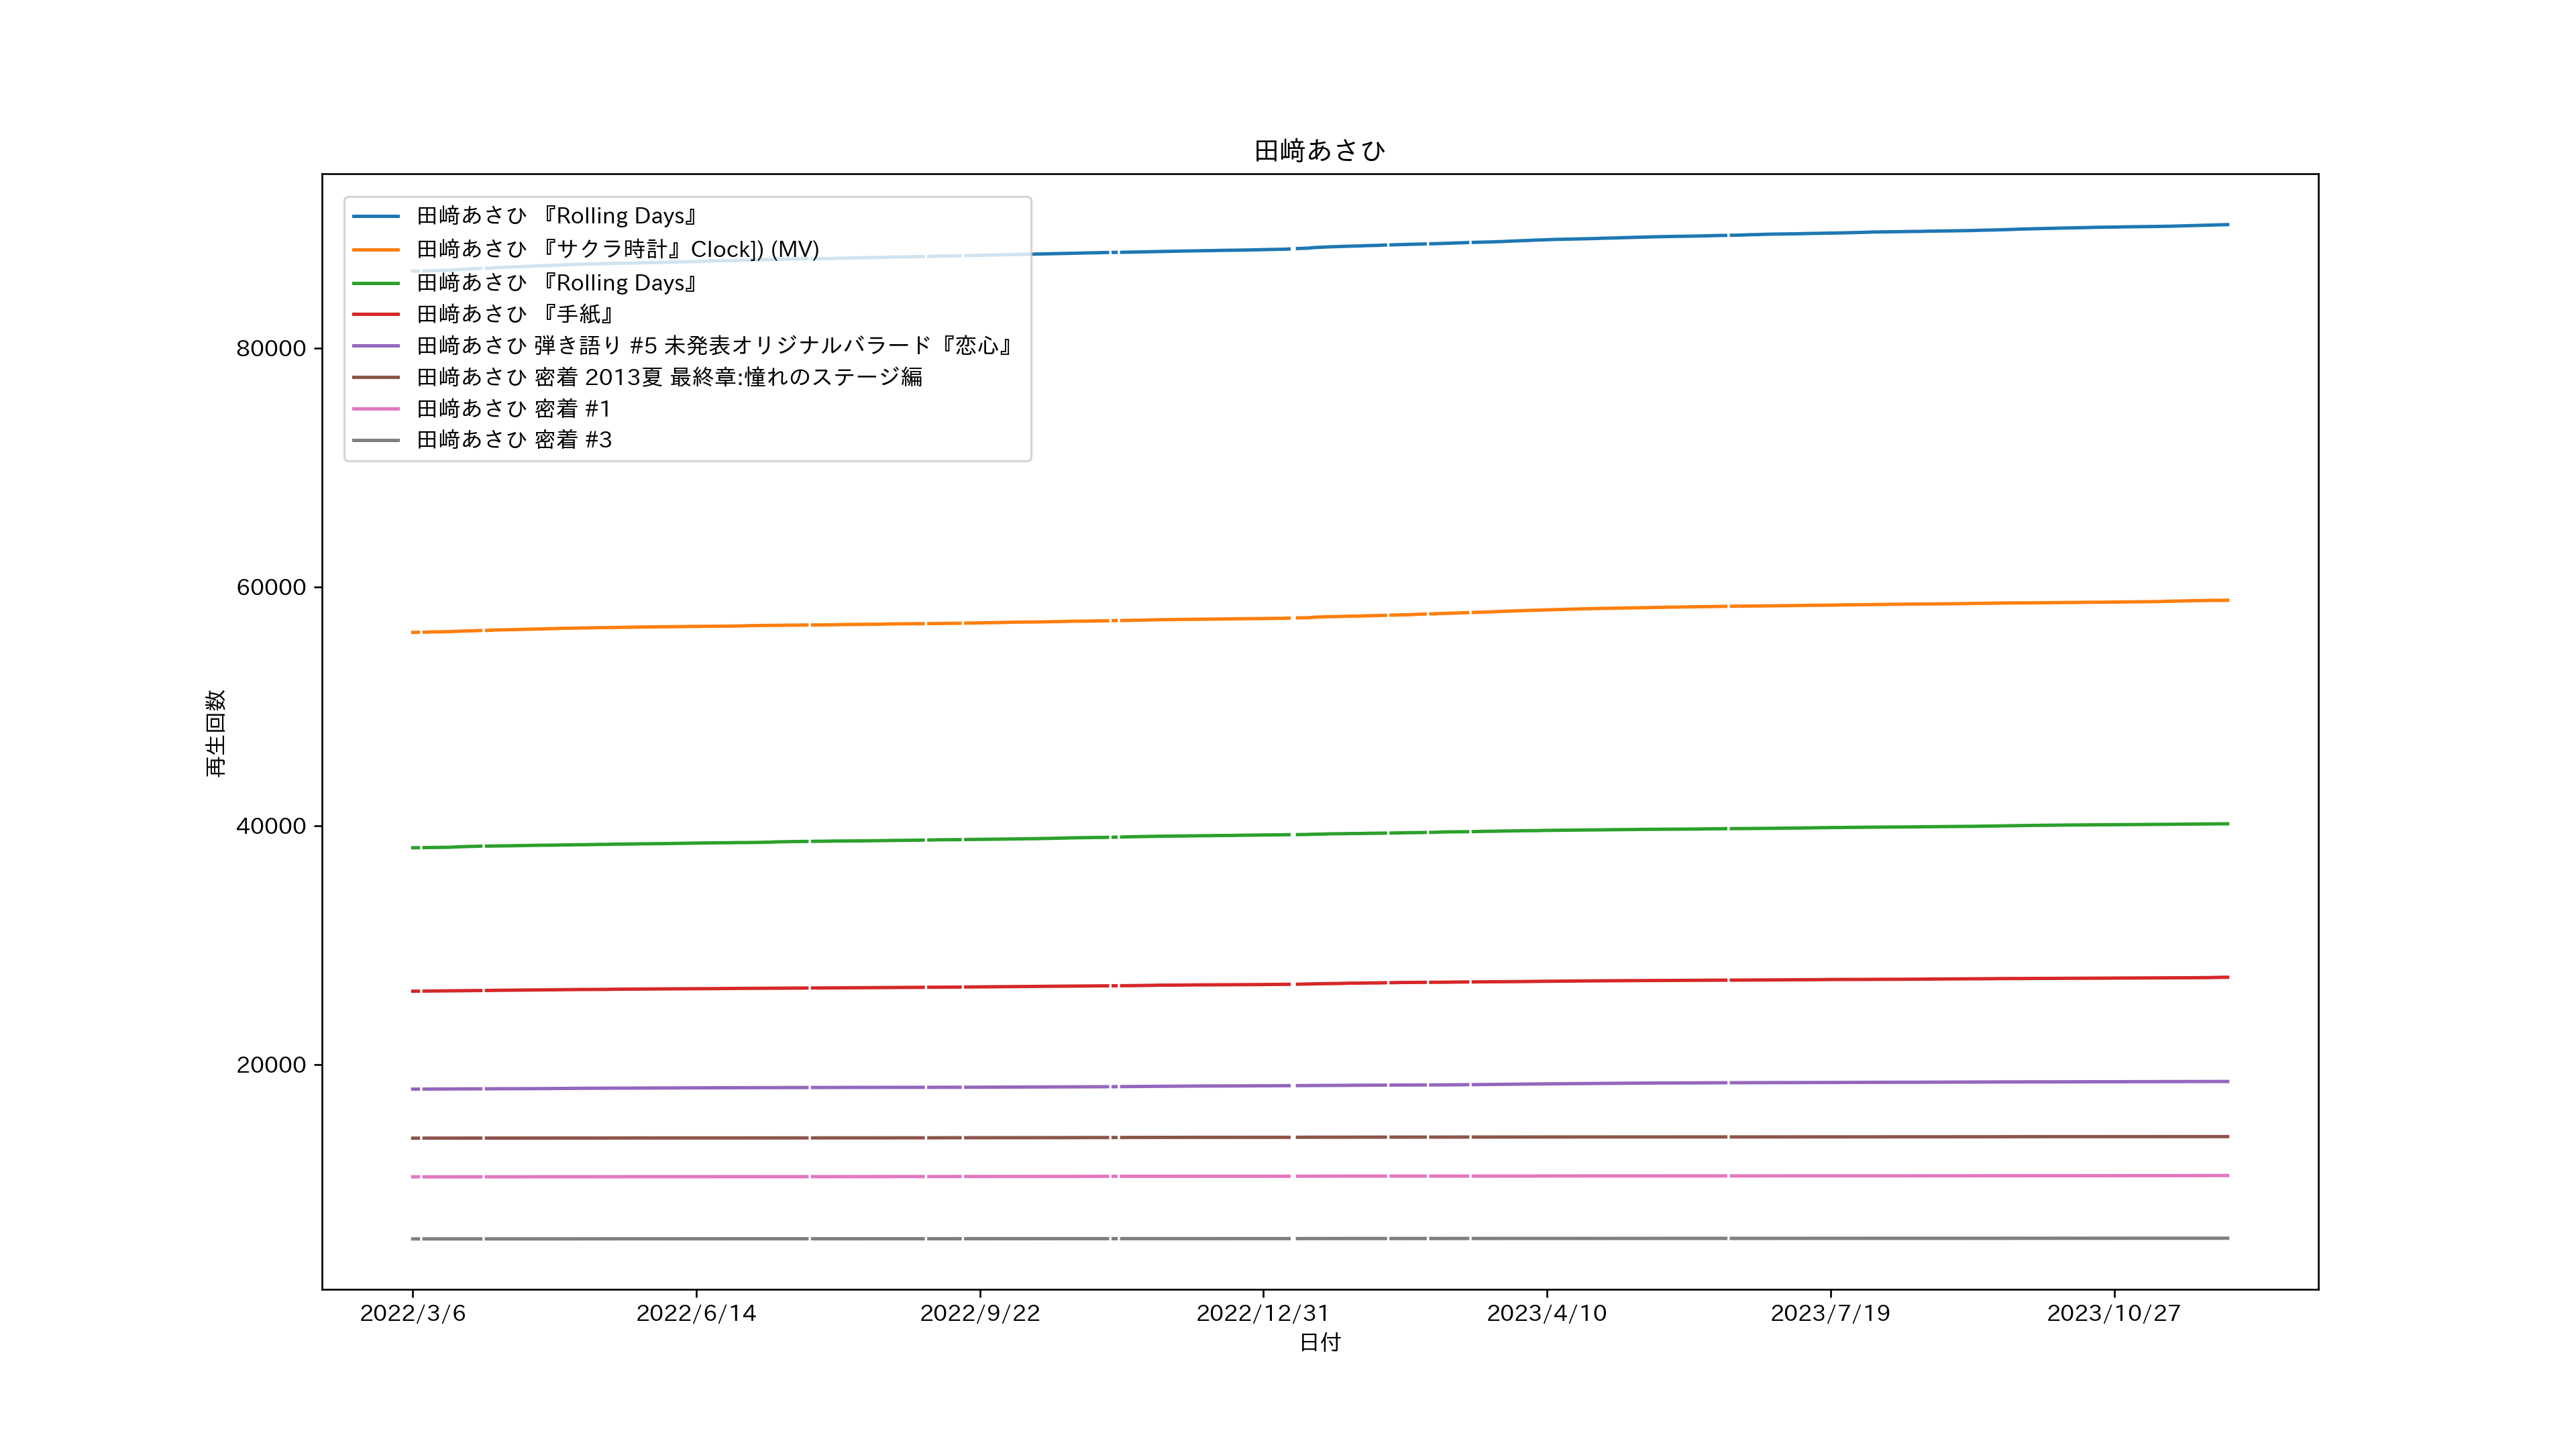 田﨑あさひ
田﨑あさひ 『Rolling Days』
田﨑あさひ 『サクラ時計』Clock]) (MV)
田﨑あさひ 『Rolling Days』
田﨑あさひ 『手紙』
田﨑あさひ 弾き語り #5 未発表オリジナルバラード『恋心』
田﨑あさひ 密着 2013夏 最終章:憧れのステージ編
田﨑あさひ 密着 #1
田﨑あさひ 密着 #3
80000
60000
40000
20000
再生回数
2022/3/6 2022/6/14 2022/9/22 2022/12/31 2023/4/10 2023/7/19 2023/10/27
日付